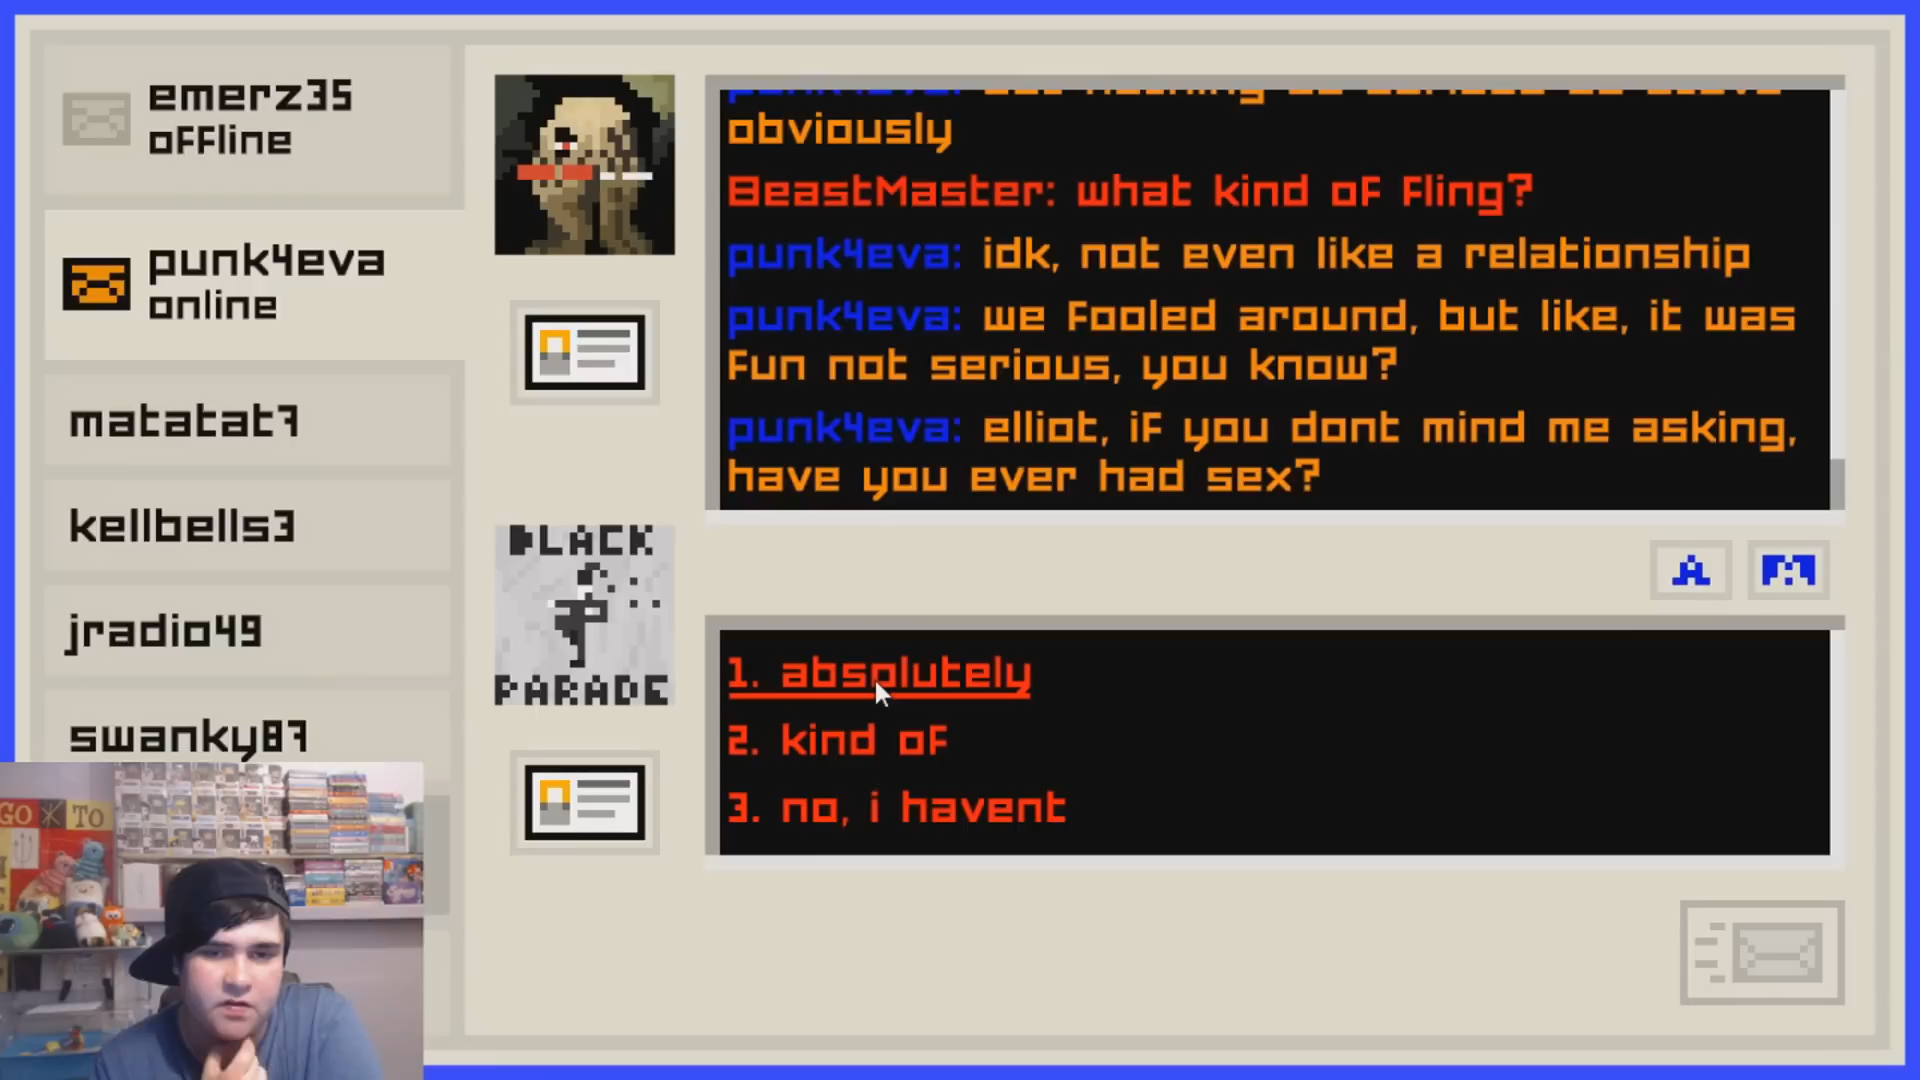 emerz35
offline
punk4eva
online
matatat7
kellbells3
jradio49
swanky87
obviously
BeastMaster: what kind of fling?
punk4eva: idk, not even like a relationship
punk4eva: we fooled around, but like, it was
fun not serious, you know?
punk4eva: elliot, if you dont mind me asking,
have you ever had sex?
BLACK
PARADE
A
1. absolutely
2. kind of
3. no, i havent
GO TO